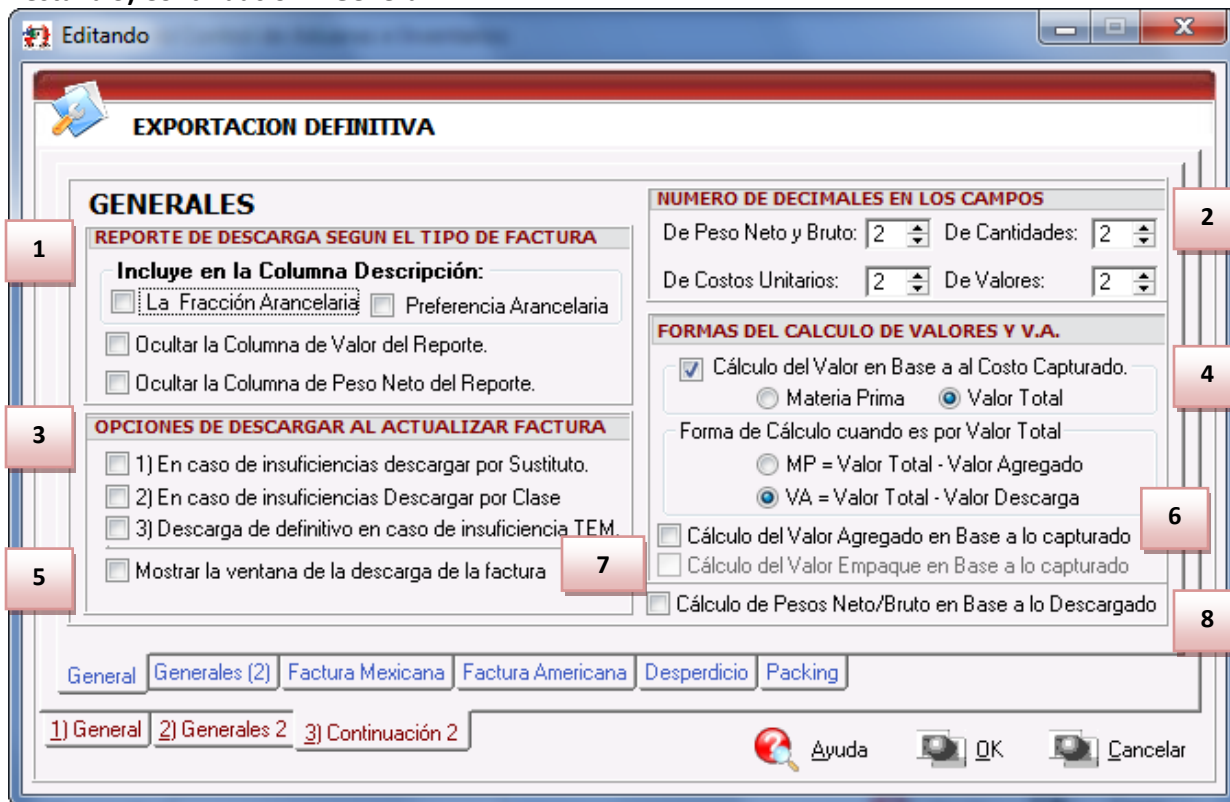 Editando
EXPORTACION DEFINITIVA
GENERALES
1
REPORTE DE DESCARGA SEGUN EL TIPO DE FACTURA
Incluye en la Columna Descripción:
La Fracción Arancelaria
Preferencia Arancelaria
Ocultar la Columna de Valor del Reporte.
Ocultar la Columna de Peso Neto del Reporte.
3
OPCIONES DE DESCARGAR AL ACTUALIZAR FACTURA
1) En caso de insuficiencias descargar por Sustituto.
2) En caso de insuficiencias Descargar por Clase
3) Descarga de definitivo en caso de insuficiencia TEM.
5
Mostrar la ventana de la descarga de la factura
NUMERO DE DECIMALES EN LOS CAMPOS
2
De Peso Neto y Bruto: 2 De Cantidades: 2
De Costos Unitarios: 2 De Valores: 2
FORMAS DEL CALCULO DE VALORES Y V.A.
4
Cálculo del Valor en Base a al Costo Capturado.
Materia Prima Valor Total
Forma de Cálculo cuando es por Valor Total
MP = Valor Total - Valor Agregado
VA = Valor Total - Valor Descarga
6
7
Cálculo del Valor Agregado en Base a lo capturado
Cálculo del Valor Empaque en Base a lo capturado
Cálculo de Pesos Neto/Bruto en Base a lo Descargado
8
General Generales (2) Factura Mexicana Factura Americana Desperdicio Packing
1) General 2) Generales 2 3) Continuación 2
Ayuda OK Cancelar